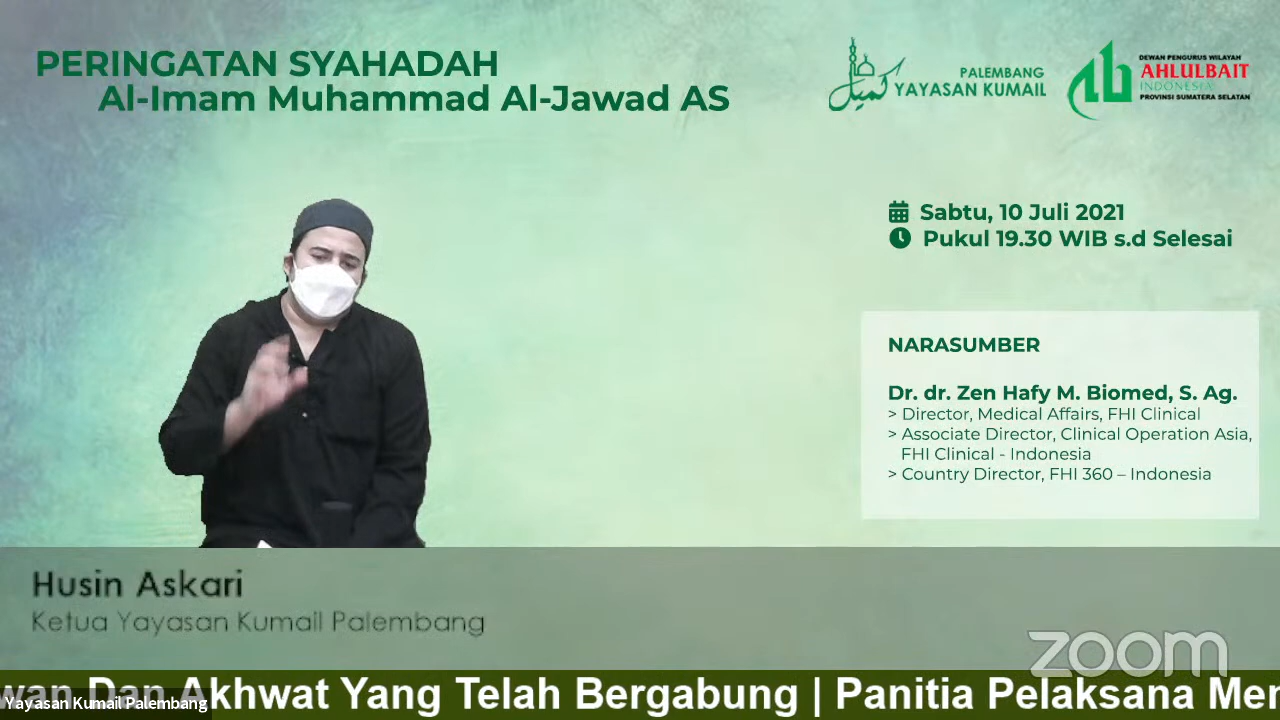 PERINGATAN SYAHADAH
Al-Imam Muhammad Al-Jawad AS
كميل
PALEMBANG
YAYASAN KUMAIL
DEWAN PENGURUS WILAYAH
AHLULBAIT
INDONESIA
PROVINSI SUMATERA SELATAN
Sabtu, 10 Juli 2021
Pukul 19.30 WIB s.d Selesai
NARASUMBER
Dr. dr. Zen Hafy M. Biomed, S. Ag.
> Director, Medical Affairs, FHI Clinical
> Associate Director, Clinical Operation Asia,
FHI Clinical - Indonesia
> Country Director, FHI 360 – Indonesia
Husin Askari
Ketua Yayasan Kumail Palembang
zoom
wan Dan Akhwat Yang Telah Bergabung | Panitia Pelaksana Mer
Yayasan Kumail Palembang